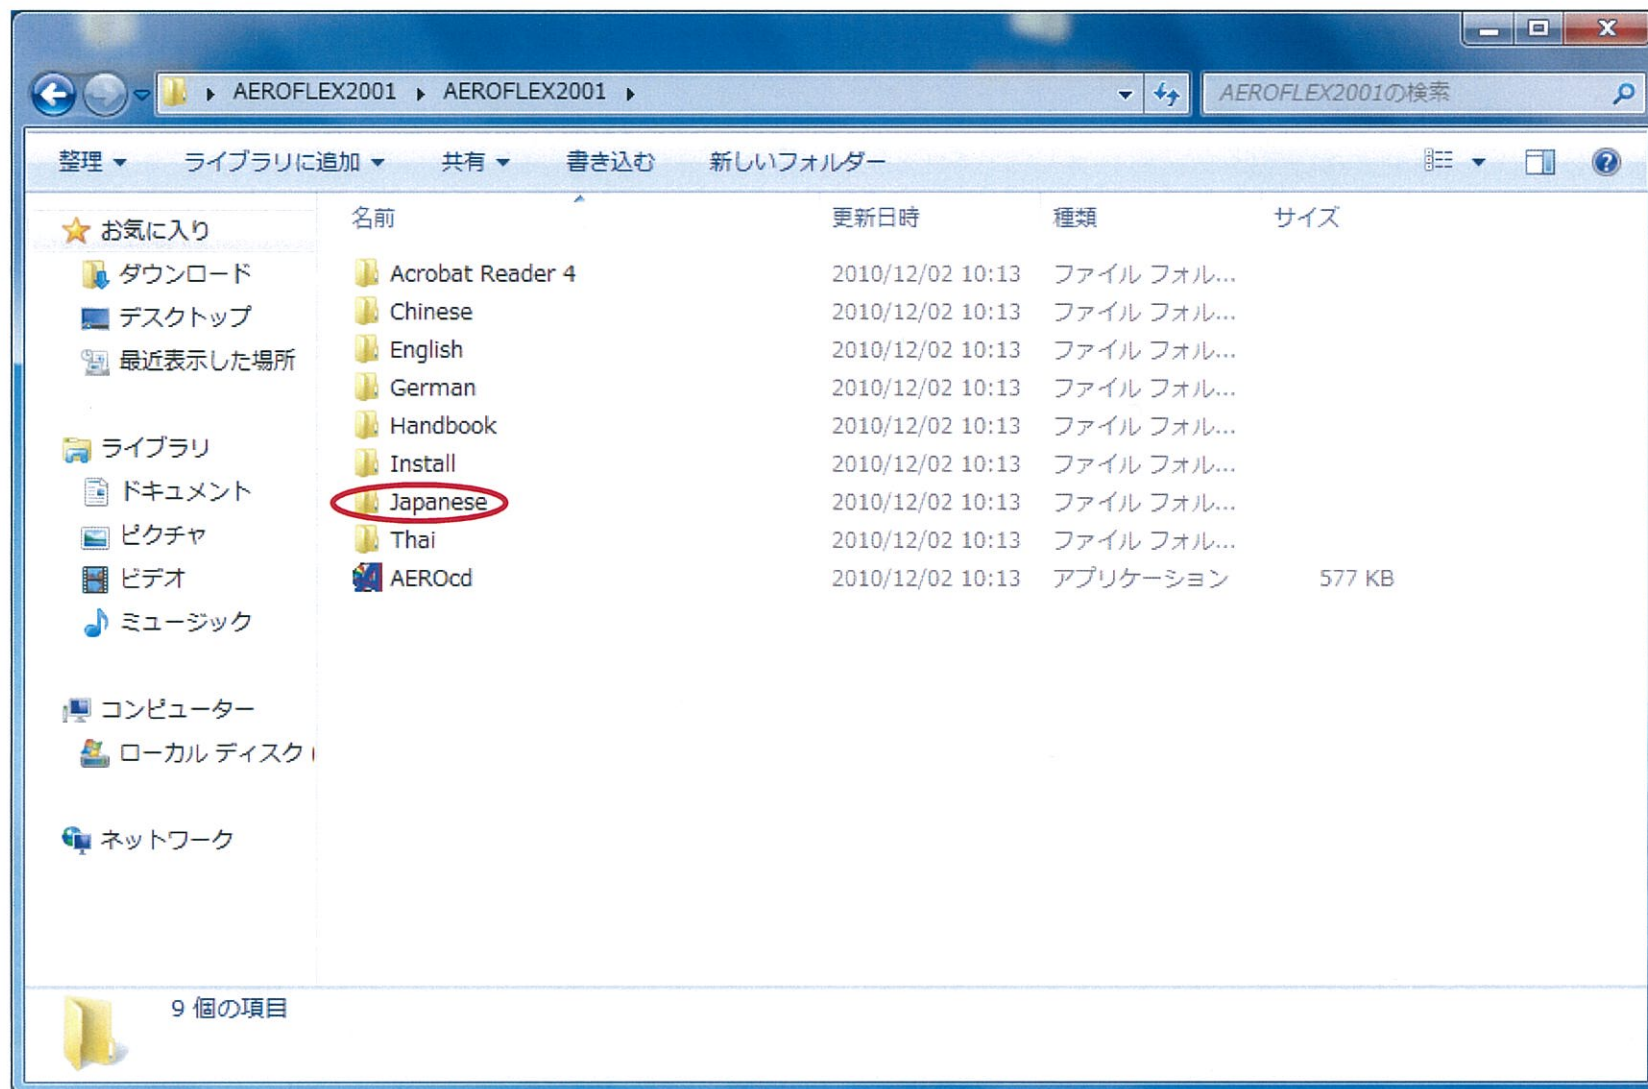 AEROFLEX2001 AEROFLEX2001
AEROFLEX2001の検索
整理 ライブラリに追加 共有 書き込む 新しいフォルダー
お気に入り
ダウンロード
デスクトップ
最近表示した場所
ライブラリ
ドキュメント
ピクチャ
ビデオ
ミュージック
コンピューター
ローカル ディスク (
ネットワーク
名前 更新日時 種類 サイズ
Acrobat Reader 4 2010/12/02 10:13 ファイル フォル...
Chinese 2010/12/02 10:13 ファイル フォル...
English 2010/12/02 10:13 ファイル フォル...
German 2010/12/02 10:13 ファイル フォル...
Handbook 2010/12/02 10:13 ファイル フォル...
Install 2010/12/02 10:13 ファイル フォル...
Japanese 2010/12/02 10:13 ファイル フォル...
Thai 2010/12/02 10:13 ファイル フォル...
AEROcd 2010/12/02 10:13 アプリケーション 577 KB
9 個の項目